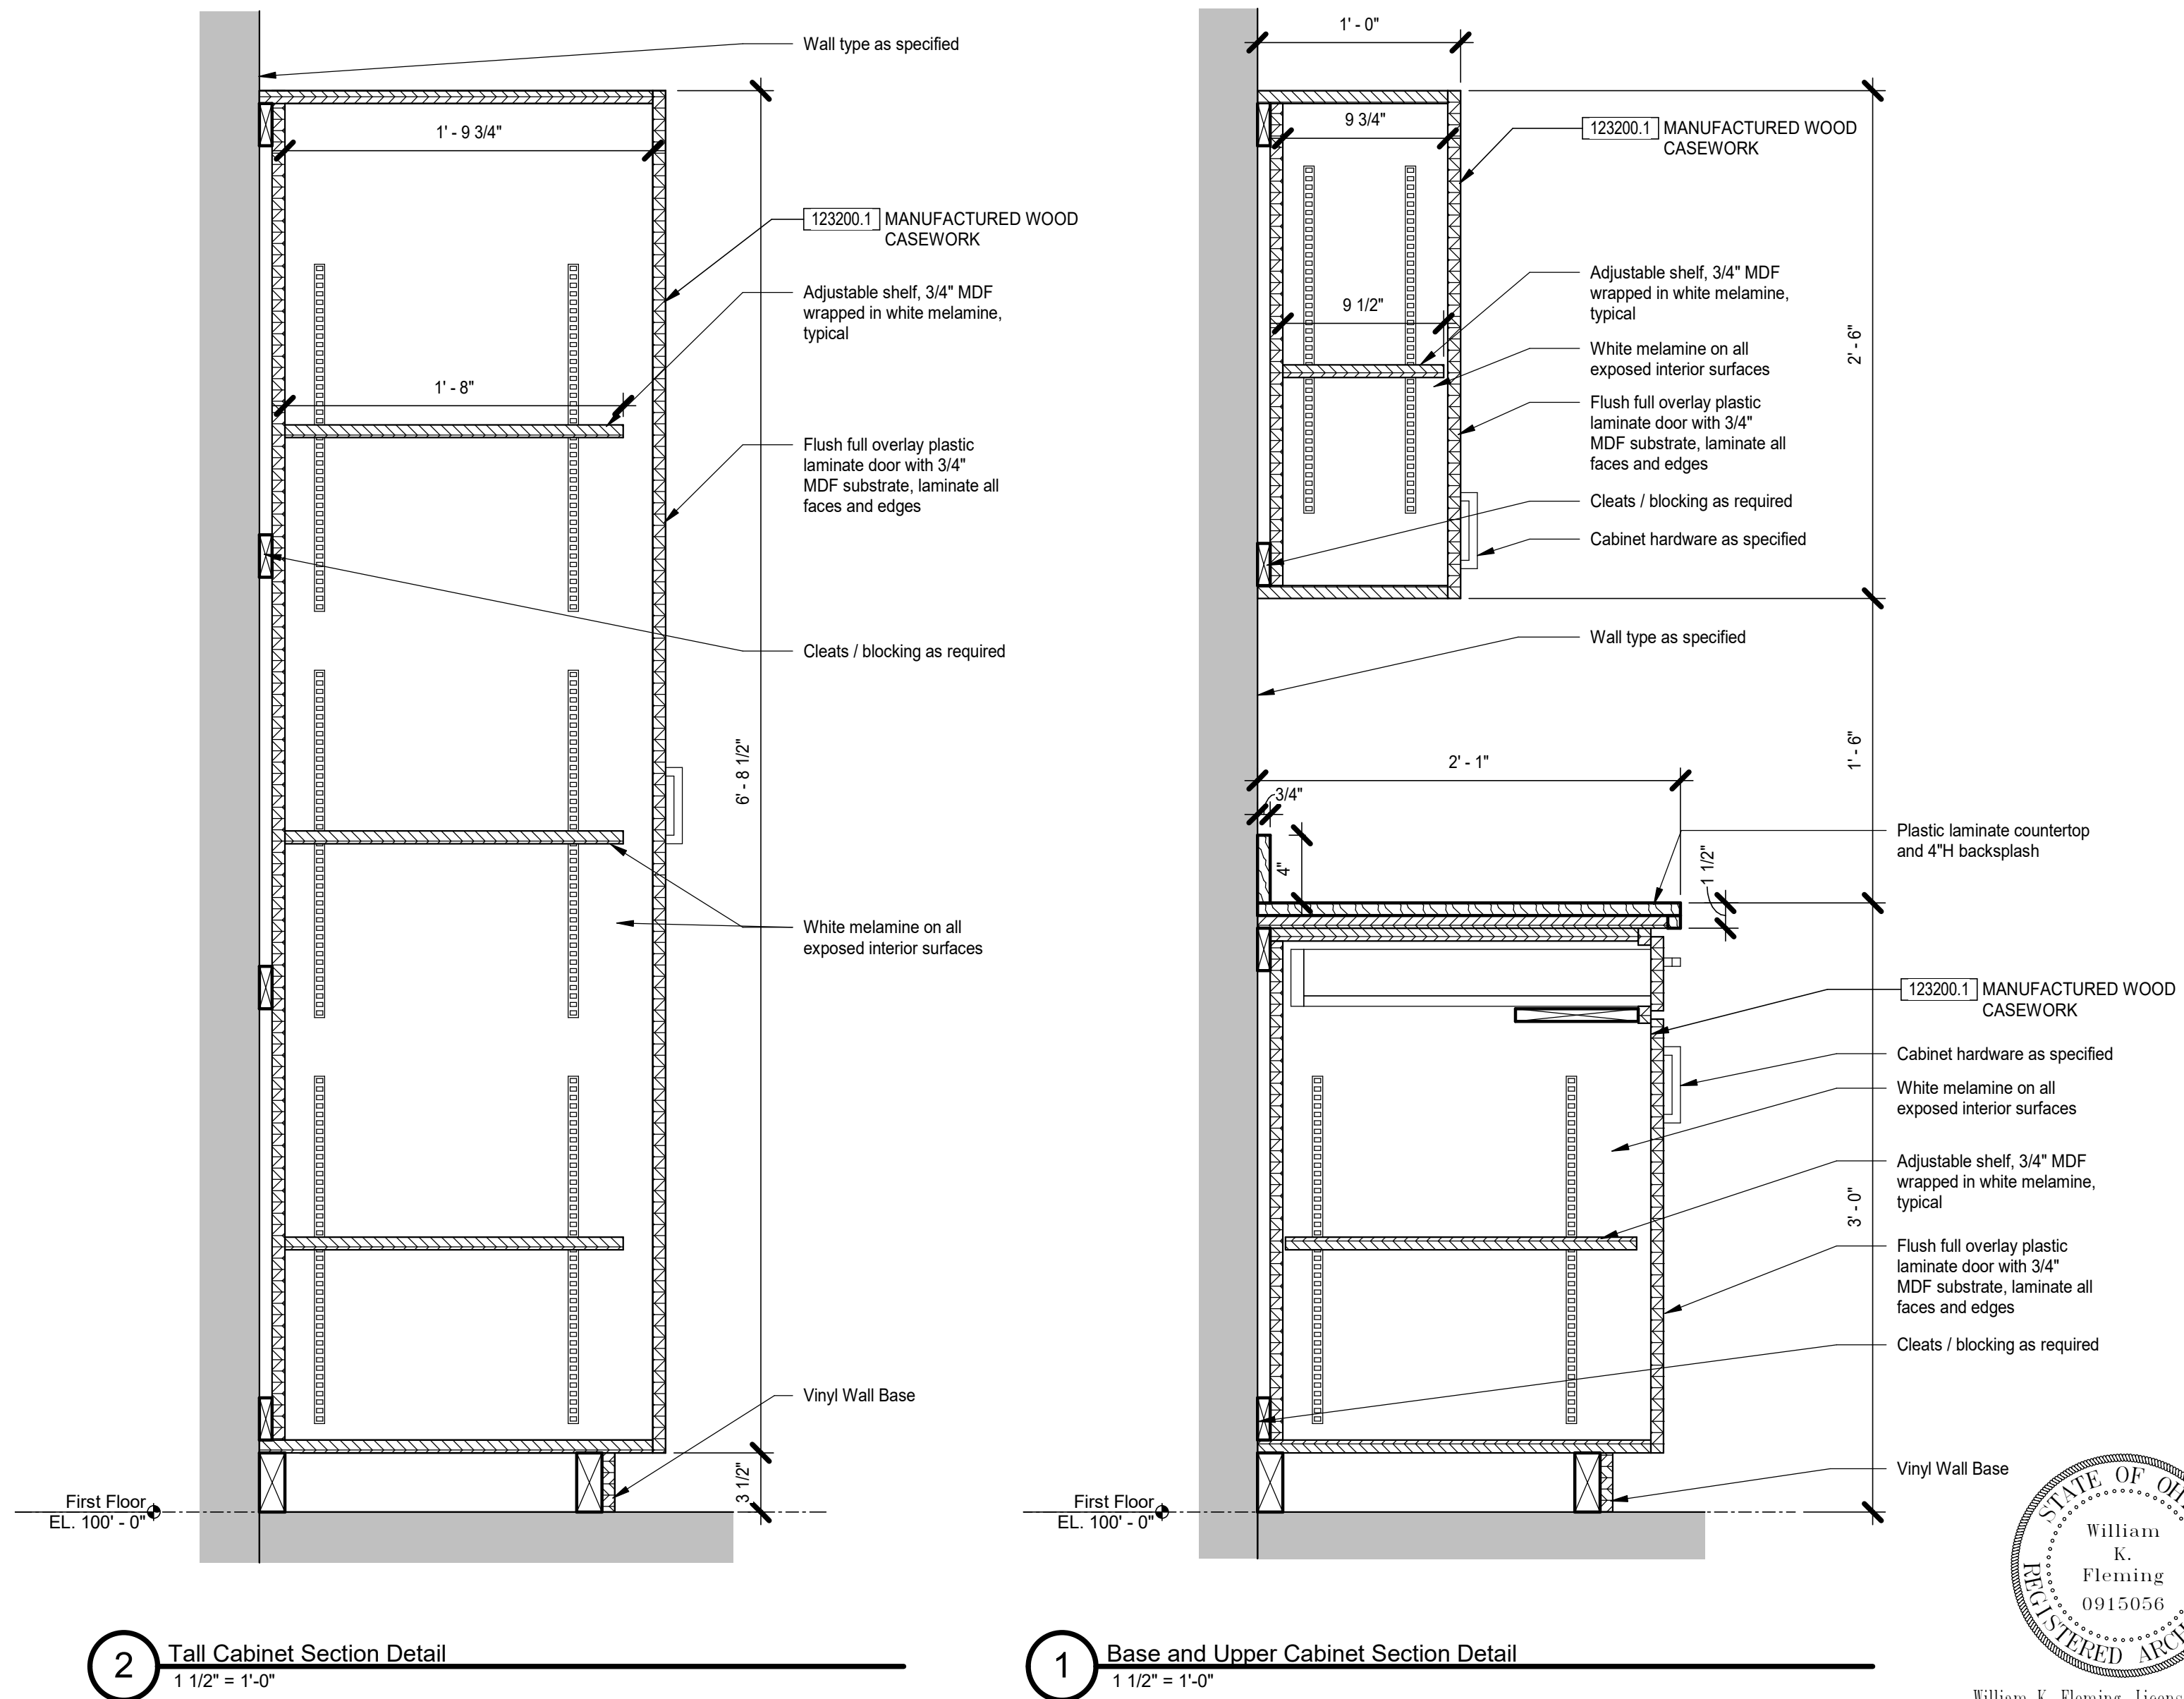 Wall type as specified
1' - 9 3/4"
123200.1 MANUFACTURED WOOD
CASEWORK
Adjustable shelf, 3/4" MDF
wrapped in white melamine,
typical
1' - 8"
Flush full overlay plastic
laminate door with 3/4"
MDF substrate, laminate all
faces and edges
Cleats / blocking as required
6' - 8 1/2"
White melamine on all
exposed interior surfaces
Vinyl Wall Base
3 1/2"
First Floor
EL. 100' - 0"
2
Tall Cabinet Section Detail
1 1/2" = 1'-0"
1' - 0"
9 3/4"
123200.1 MANUFACTURED WOOD
CASEWORK
Adjustable shelf, 3/4" MDF
wrapped in white melamine,
typical
9 1/2"
2' - 6"
White melamine on all
exposed interior surfaces
Flush full overlay plastic
laminate door with 3/4"
MDF substrate, laminate all
faces and edges
Cleats / blocking as required
Cabinet hardware as specified
Wall type as specified
1' - 6"
2' - 1"
3/4"
4"
1 1/2"
Plastic laminate countertop
and 4"H backsplash
123200.1 MANUFACTURED WOOD
CASEWORK
Cabinet hardware as specified
White melamine on all
exposed interior surfaces
Adjustable shelf, 3/4" MDF
wrapped in white melamine,
typical
3' - 0"
Flush full overlay plastic
laminate door with 3/4"
MDF substrate, laminate all
faces and edges
Cleats / blocking as required
Vinyl Wall Base
First Floor
EL. 100' - 0"
1
Base and Upper Cabinet Section Detail
1 1/2" = 1'-0"
STATE OF
William
K.
Fleming
0915056
REGISTERED
William K. Fleming,